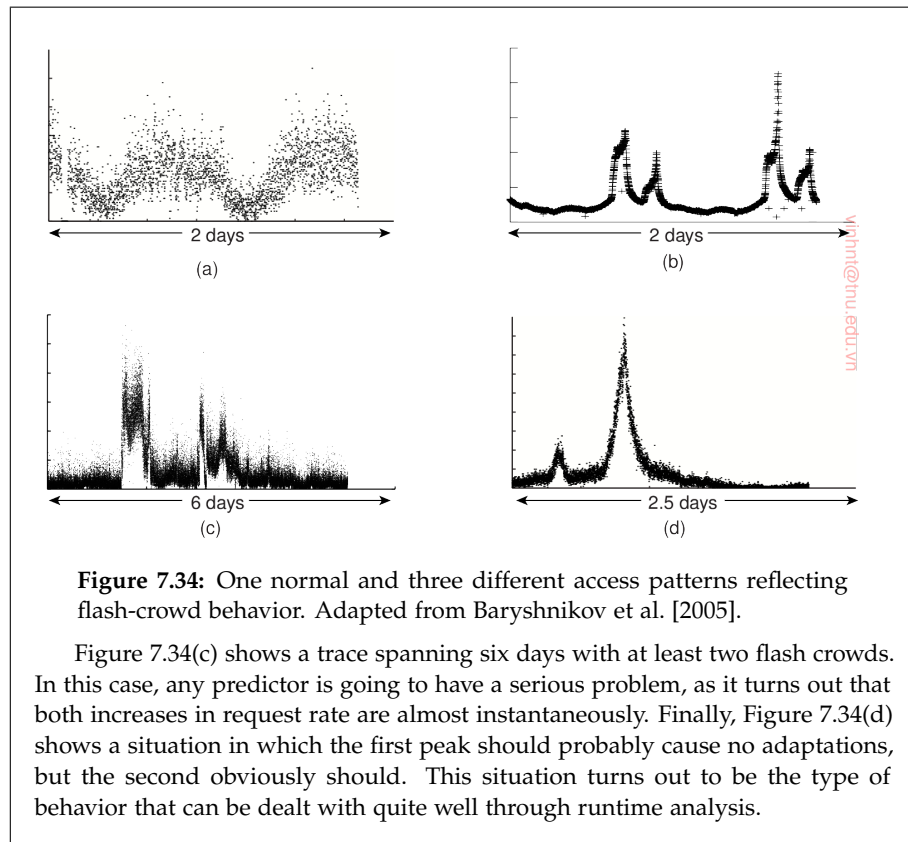 2 days
(a)
2 days
(b)
vinhnt@tnu.edu.vn
6 days
(c)
2.5 days
(d)
Figure 7.34: One normal and three different access patterns reflecting
flash-crowd behavior. Adapted from Baryshnikov et al. [2005].
Figure 7.34(c) shows a trace spanning six days with at least two flash crowds.
In this case, any predictor is going to have a serious problem, as it turns out that
both increases in request rate are almost instantaneously. Finally, Figure 7.34(d)
shows a situation in which the first peak should probably cause no adaptations,
but the second obviously should. This situation turns out to be the type of
behavior that can be dealt with quite well through runtime analysis.